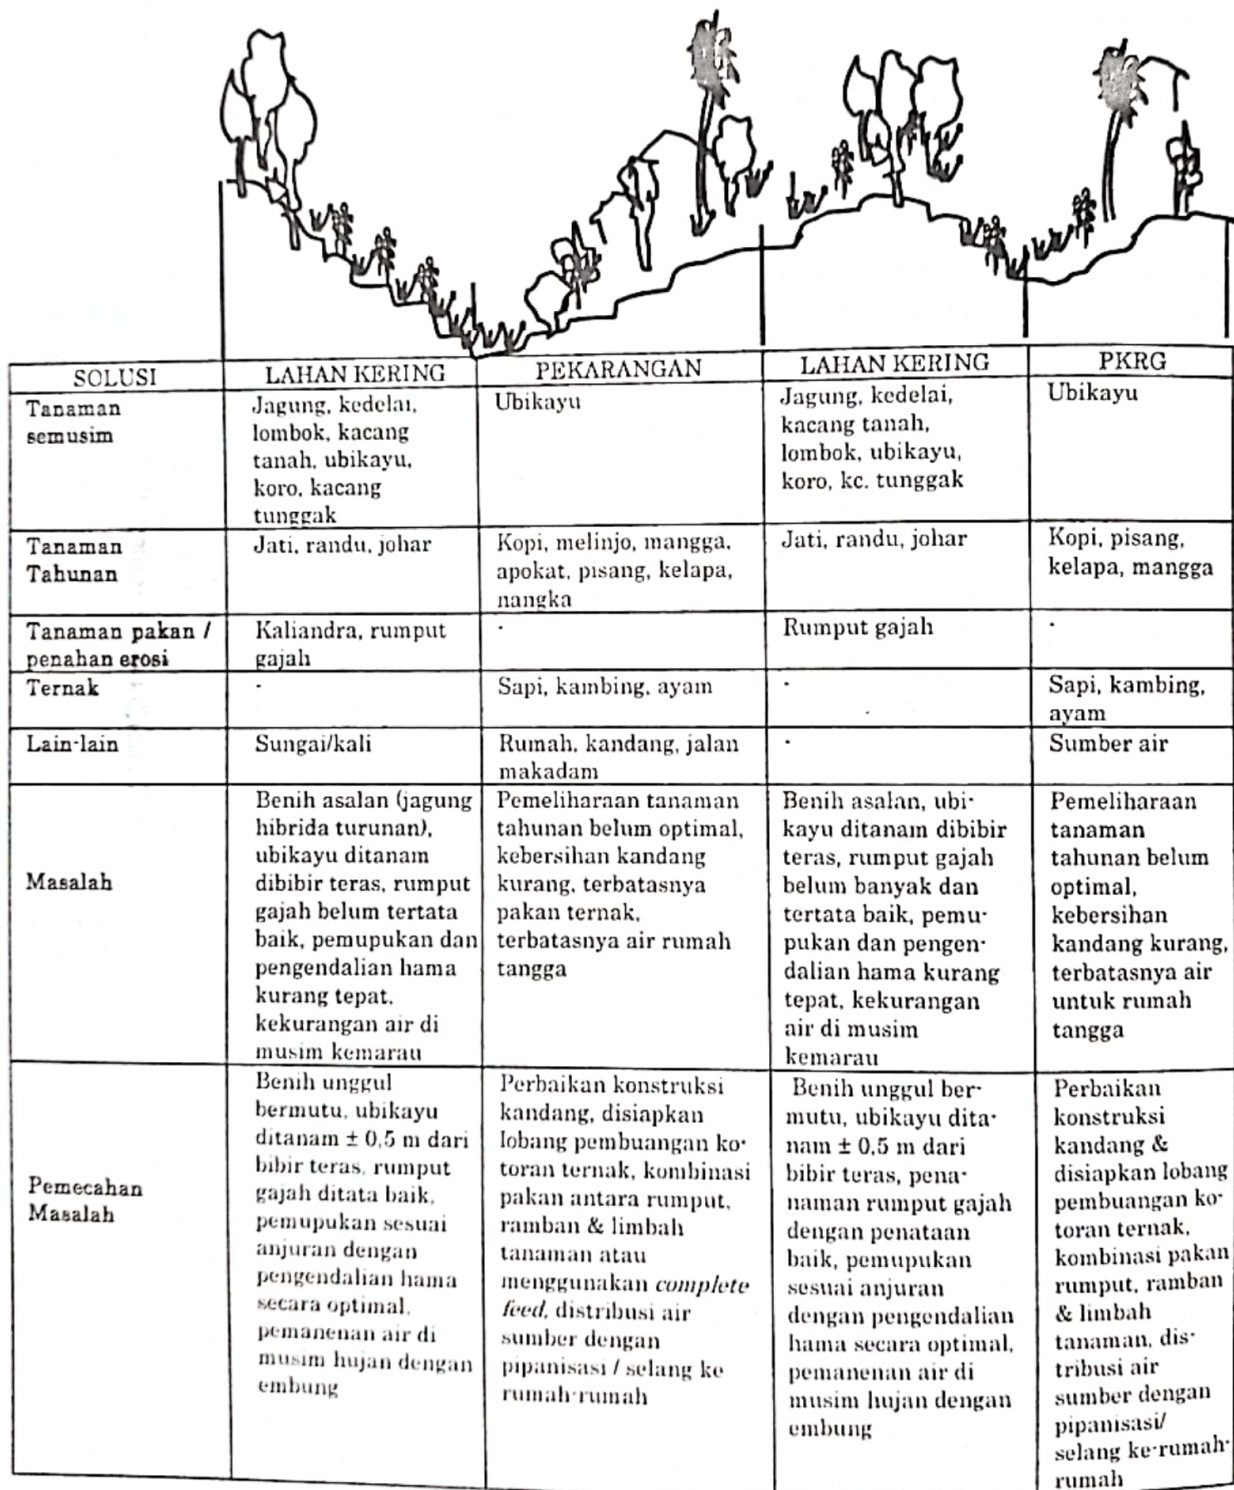 SOLUSI
LAHAN KERING
PEKARANGAN
LAHAN KERING
PKRG
Tanaman
semusim
Jagung, kedelai,
lombok, kacang
tanah, ubikayu,
koro, kacang
tunggak
Ubikayu
Jagung, kedelai,
kacang tanah,
lombok, ubikayu,
koro, kc. tunggak
Ubikayu
Tanaman
Tahunan
Jati, randu, johar
Kopi, melinjo, mangga,
apokat, pisang, kelapa,
nangka
Jati, randu, johar
Kopi, pisang,
kelapa, mangga
Tanaman pakan /
penahan erosi
Kaliandra, rumput
gajah
-
Rumput gajah
-
Ternak
-
Sapi, kambing, ayam
-
Sapi, kambing,
ayam
Lain-lain
Sungai/kali
Rumah, kandang, jalan
makadam
-
Sumber air
Masalah
Benih asalan (jagung
hibrida turunan),
ubikayu ditanam
dibibir teras, rumput
gajah belum tertata
baik, pemupukan dan
pengendalian hama
kurang tepat,
kekurangan air di
musim kemarau
Pemeliharaan tanaman
tahunan belum optimal,
kebersihan kandang
kurang, terbatasnya
pakan ternak,
terbatasnya air rumah
tangga
Benih asalan, ubi-
kayu ditanam dibibir
teras, rumput gajah
belum banyak dan
tertata baik, pemu-
pukan dan pengen-
dalian hama kurang
tepat, kekurangan
air di musim
kemarau
Pemeliharaan
tanaman
tahunan belum
optimal,
kebersihan
kandang kurang,
terbatasnya air
untuk rumah
tangga
Pemecahan
Masalah
Benih unggul
bermutu, ubikayu
ditanam ± 0,5 m dari
bibir teras, rumput
gajah ditata baik,
pemupukan sesuai
anjuran dengan
pengendalian hama
secara optimal,
pemanenan air di
musim hujan dengan
embung
Perbaikan konstruksi
kandang, disiapkan
lobang pembuangan ko-
toran ternak, kombinasi
pakan antara rumput,
ramban & limbah
tanaman atau
menggunakan complete
feed, distribusi air
sumber dengan
pipanisasi / selang ke
rumah-rumah
Benih unggul ber-
mutu, ubikayu dita-
nam ± 0,5 m dari
bibir teras, pena-
naman rumput gajah
dengan penataan
baik, pemupukan
sesuai anjuran
dengan pengendalian
hama secara optimal,
pemanenan air di
musim hujan dengan
embung
Perbaikan
konstruksi
kandang &
disiapkan lobang
pembuangan ko-
toran ternak,
kombinasi pakan
rumput, ramban
& limbah
tanaman, dis-
tribusi air
sumber dengan
pipanisasi/
selang ke-rumah-
rumah